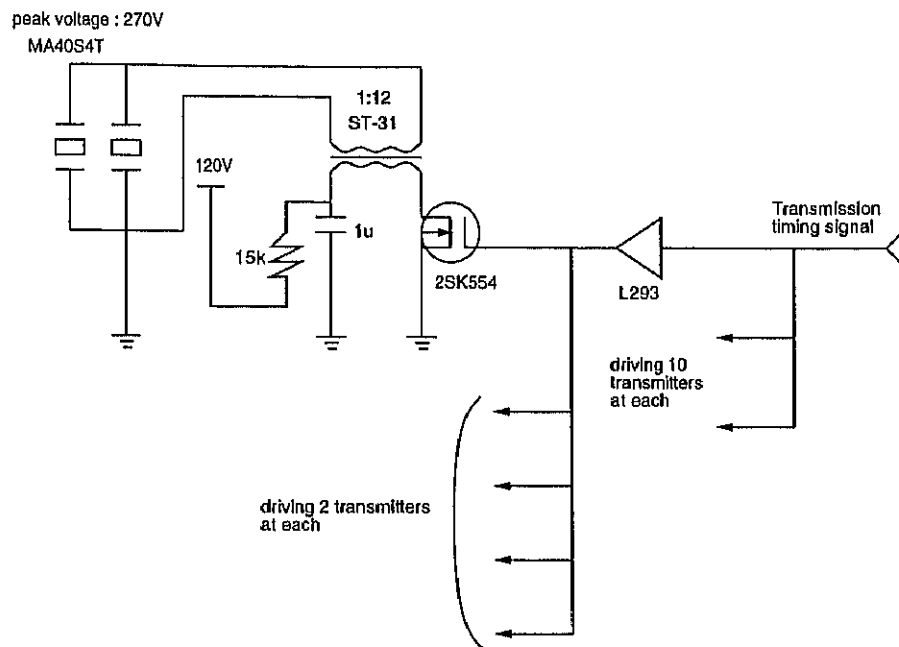 peak voltage : 270V
MA40S4T
1:12
ST-31
120V
1u
15k
2SK554
L293
Transmission
timing signal
driving 10
transmitters
at each
driving 2 transmitters
at each